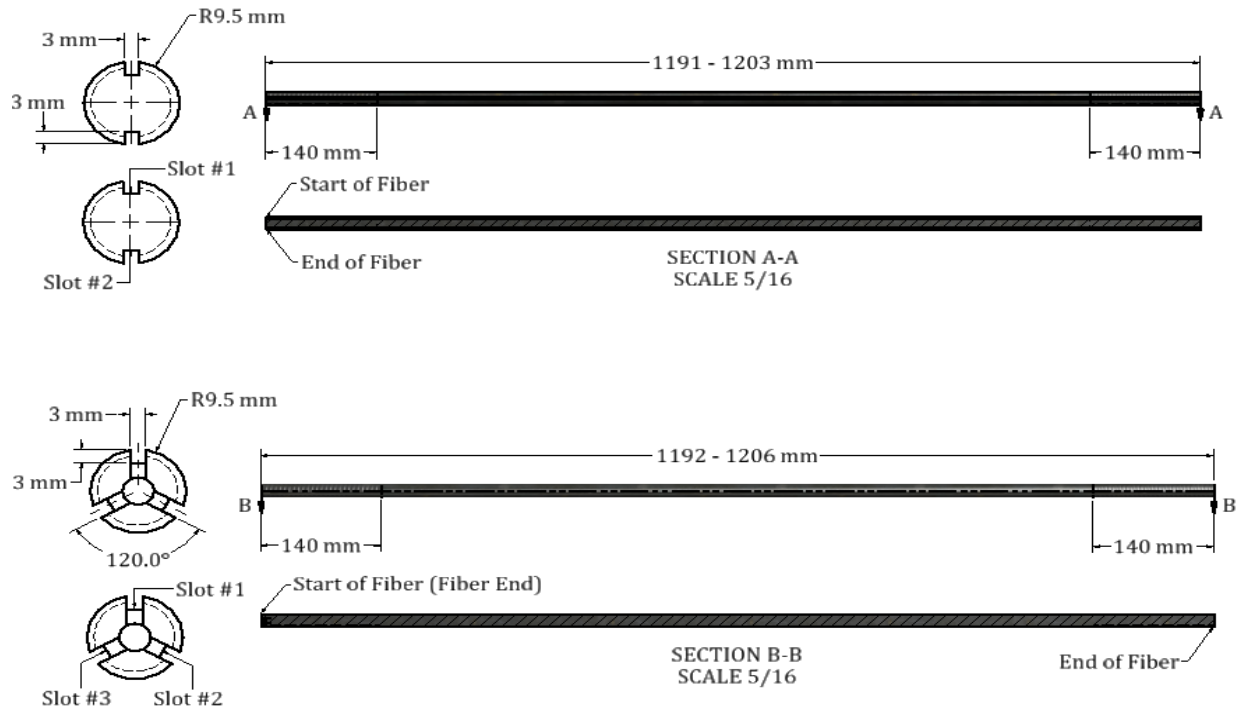 R9.5 mm
3 mm
1191 - 1203 mm
3 mm
A
A
140 mm
140 mm
Slot #1
Start of Fiber
End of Fiber
Slot #2
SECTION A-A
SCALE 5/16
R9.5 mm
3 mm
1192 - 1206 mm
3 mm
B
B
120.0°
140 mm
140 mm
Slot #1
Start of Fiber (Fiber End)
SECTION B-B
SCALE 5/16
End of Fiber
Slot #3
Slot #2